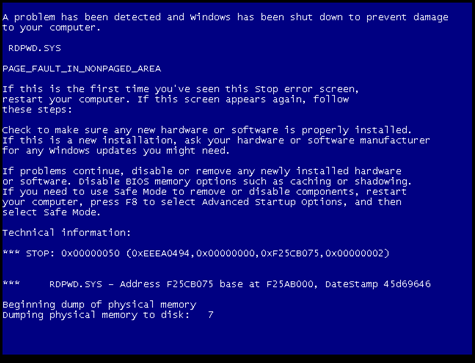 A problem has been detected and Windows has been shut down to prevent damage
to your computer.
RDPWD.SYS
PAGE_FAULT_IN_NONPAGED_AREA
If this is the first time you've seen this Stop error screen,
restart your computer. If this screen appears again, follow
these steps:
Check to make sure any new hardware or software is properly installed.
If this is a new installation, ask your hardware or software manufacturer
for any Windows updates you might need.
If problems continue, disable or remove any newly installed hardware
or software. Disable BIOS memory options such as caching or shadowing.
If you need to use Safe Mode to remove or disable components, restart
your computer, press F8 to select Advanced Startup Options, and then
select Safe Mode.
Technical information:
*** STOP: 0x00000050 (0xEEEA0494,0x00000000,0xF25CB075,0x00000002)
*** RDPWD.SYS - Address F25CB075 base at F25AB000, DateStamp 45d69646
Beginning dump of physical memory
Dumping physical memory to disk: 7